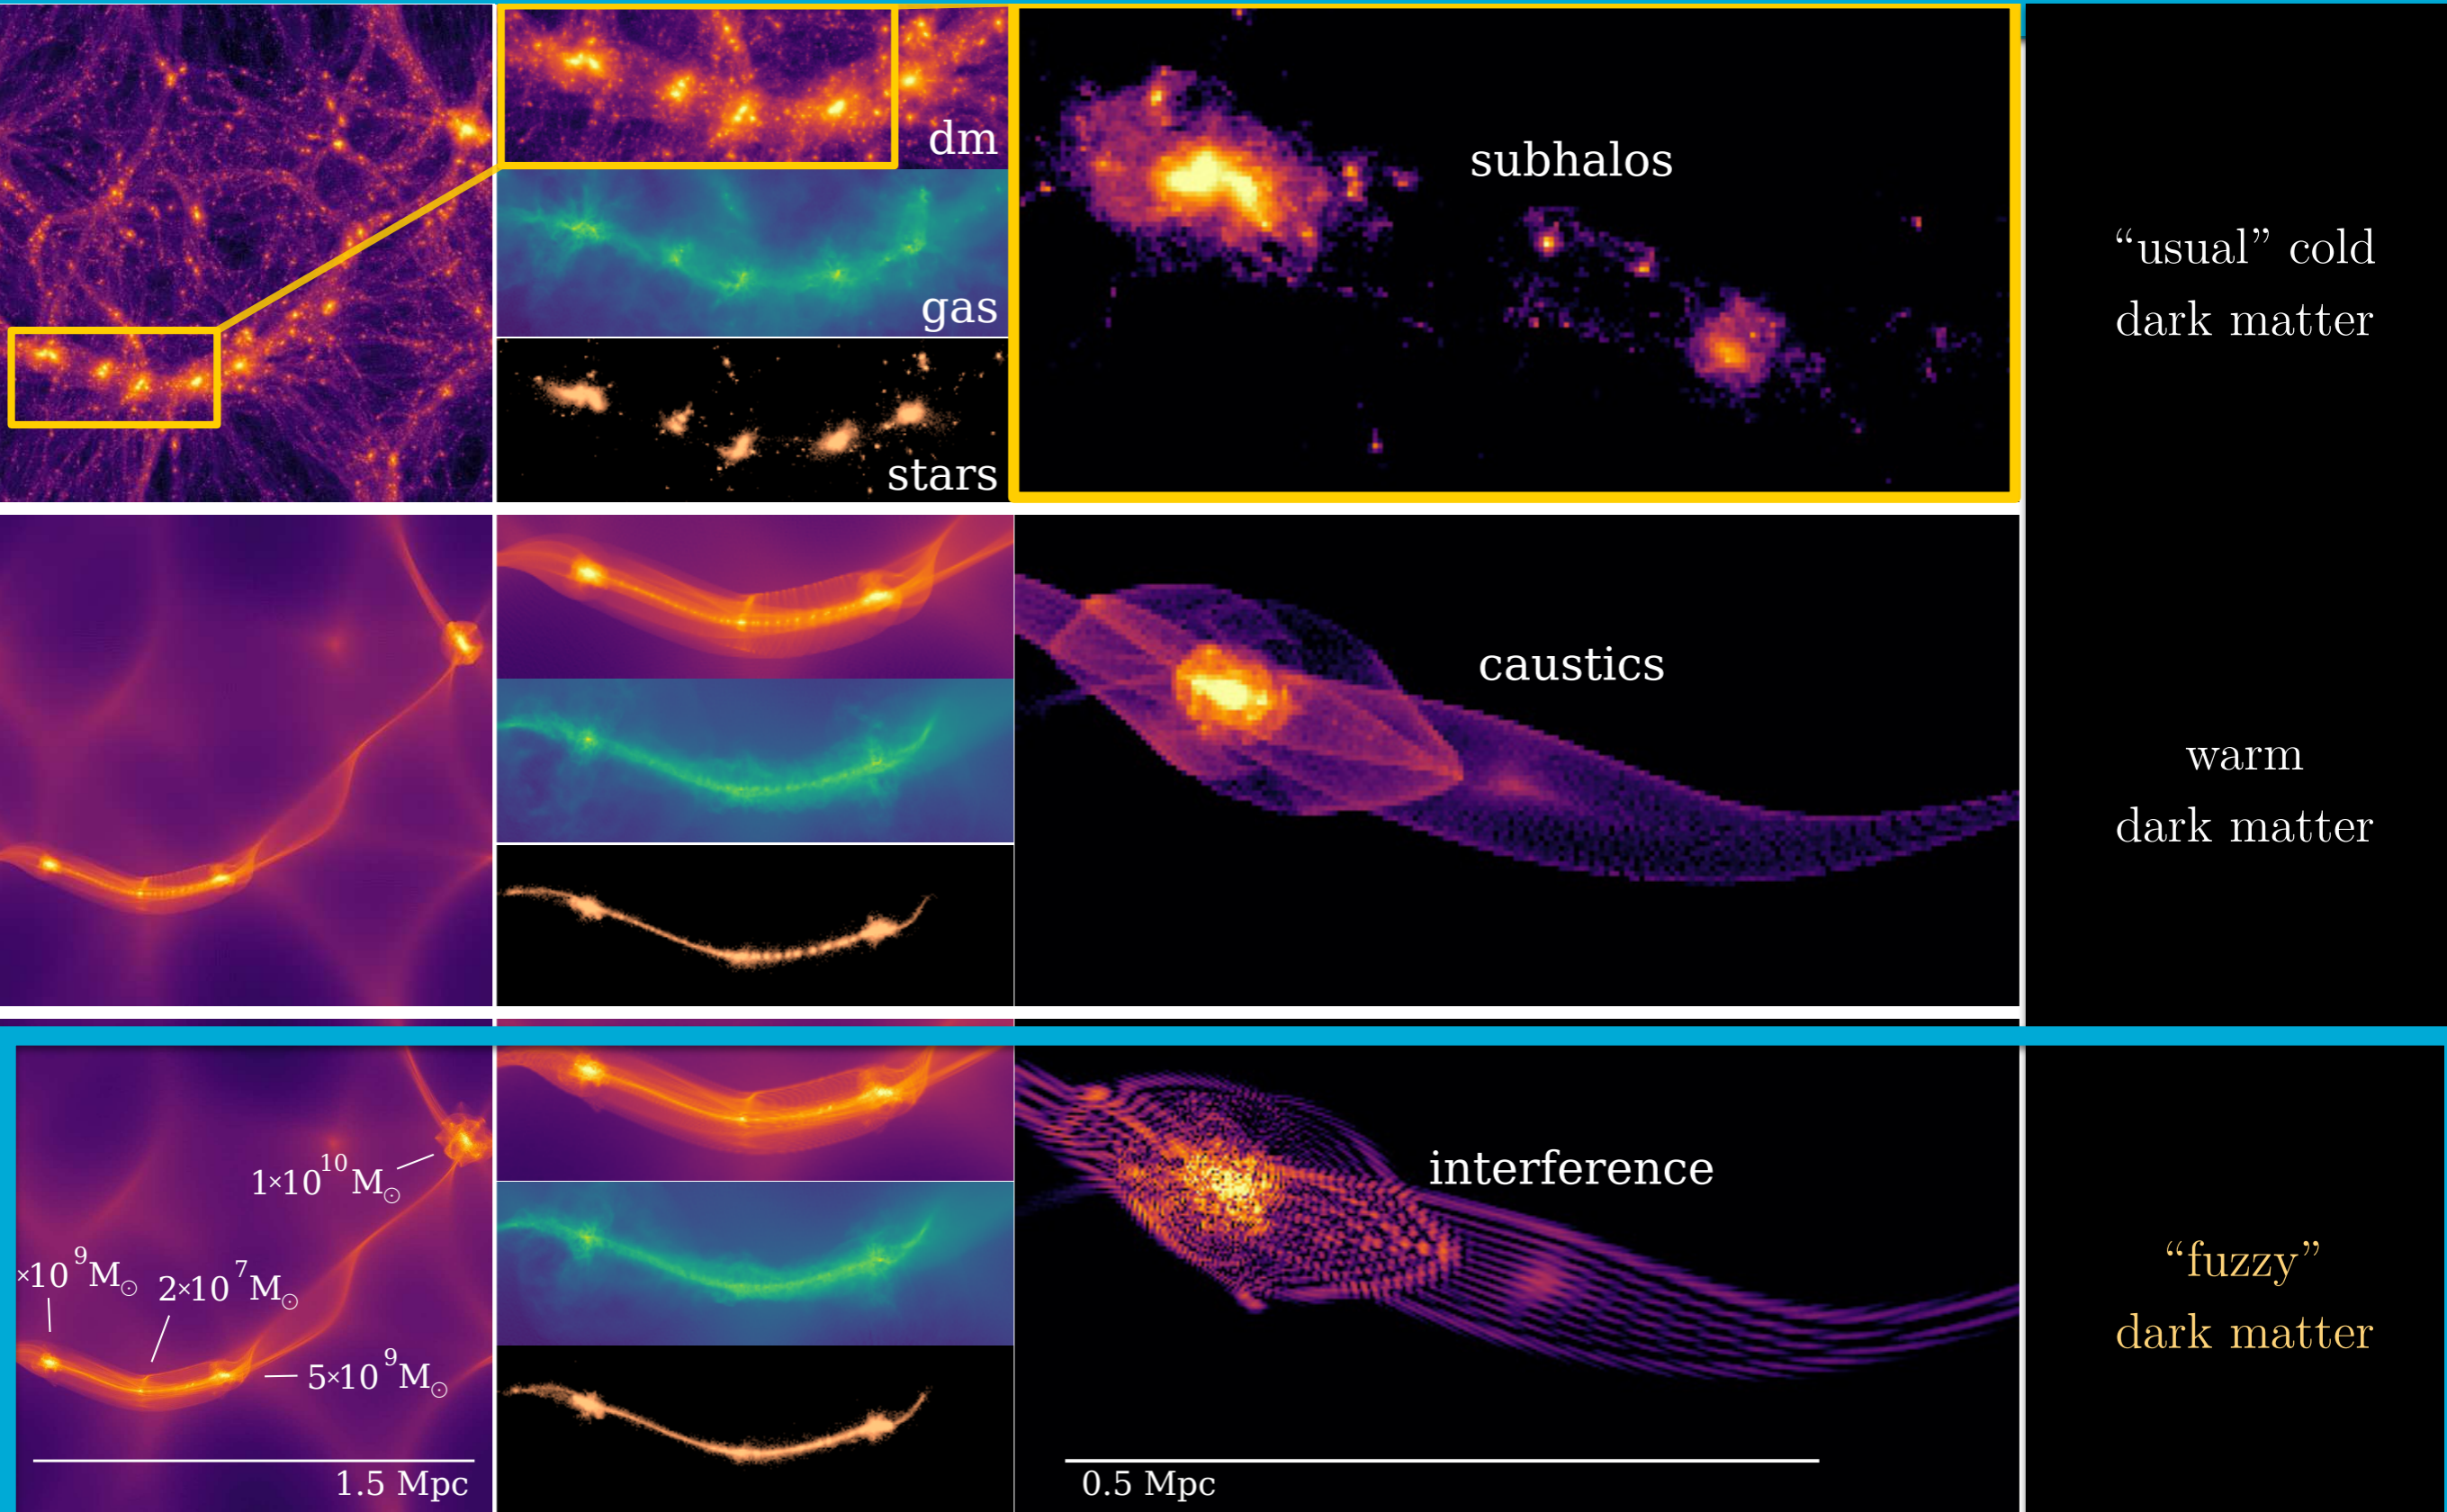 dm
gas
stars
subhalos
“usual” cold
dark matter
caustics
warm
dark matter
1×10¹⁰M☉
×10⁹M☉
2×10⁷M☉
5×10⁹M☉
1.5 Mpc
interference
0.5 Mpc
“fuzzy”
dark matter